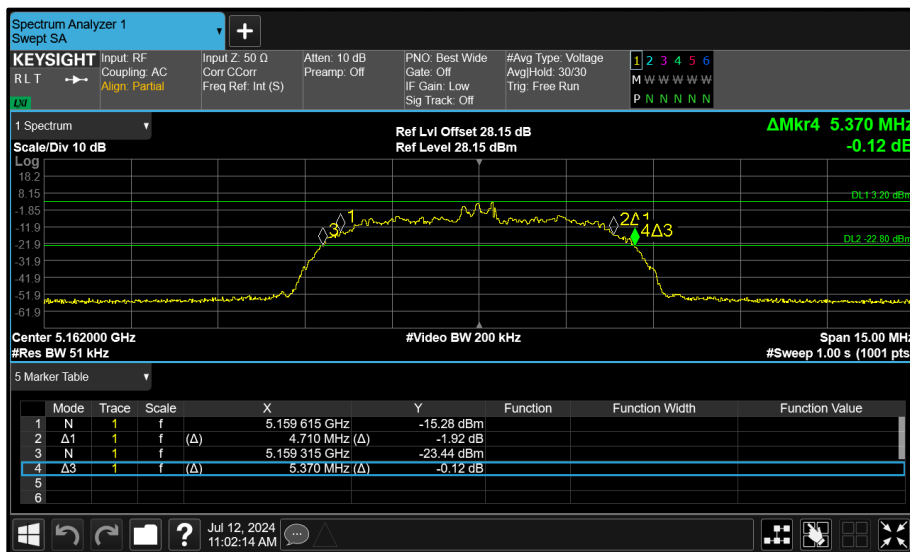 Spectrum Analyzer 1
Swept SA
KEYSIGHT
R L T
LXI
Input: RF
Coupling: AC
Align: Partial
Input Z: 50 Ω
Corr CCorr
Freq Ref: Int (S)
Atten: 10 dB
Preamp: Off
PNO: Best Wide
Gate: Off
IF Gain: Low
Sig Track: Off
#Avg Type: Voltage
Avg|Hold: 30/30
Trig: Free Run
1 2 3 4 5 6
M W W W W W
P N N N N N
1 Spectrum
Scale/Div 10 dB
Ref Lvl Offset 28.15 dB
Ref Level 28.15 dBm
ΔMkr4 5.370 MHz
-0.12 dB
Log
18.2
8.15
-1.85
-11.9
-21.9
-31.9
-41.9
-51.9
-61.9
DL1 3.20 dBm
1
3
2Δ1
4Δ3
DL2 -22.80 dBm
Center 5.162000 GHz
#Video BW 200 kHz
Span 15.00 MHz
#Res BW 51 kHz
#Sweep 1.00 s (1001 pts
5 Marker Table
Mode Trace Scale X Y Function Function Width Function Value
1 N 1 f 5.159 615 GHz -15.28 dBm
2 Δ1 1 f (Δ) 4.710 MHz (Δ) -1.92 dB
3 N 1 f 5.159 315 GHz -23.44 dBm
4 Δ3 1 f (Δ) 5.370 MHz (Δ) -0.12 dB
5
6
?
Jul 12, 2024
11:02:14 AM